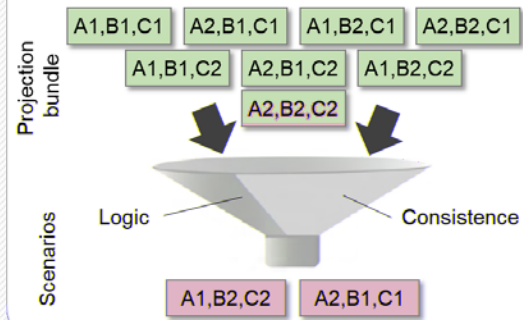 Projection
bundle
A1,B1,C1 A2,B1,C1 A1,B2,C1 A2,B2,C1
A1,B1,C2 A2,B1,C2 A1,B2,C2
A2,B2,C2
Logic Consistence
Scenarios
A1,B2,C2 A2,B1,C1